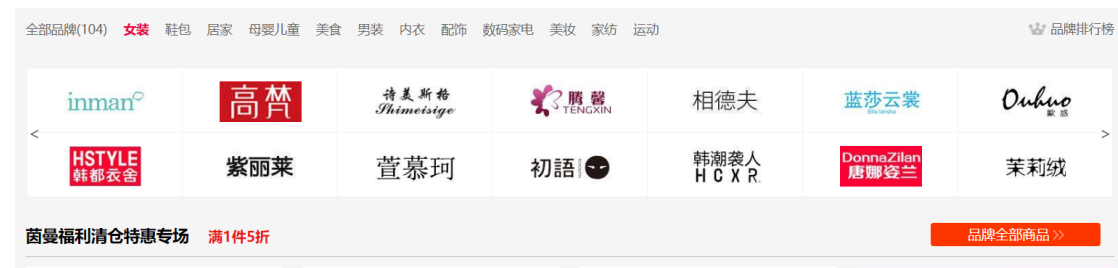 全部品牌(104) 女装 鞋包 居家 母婴儿童 美食 男装 内衣 配饰 数码家电 美妆 家纺 运动 品牌排行榜
inman 高梵 诗美斯格 腾馨 相德夫 蓝莎云裳 Ouhuo
Shimeisige TENGXIN 歐惑
< >
HSTYLE 紫丽莱 萱慕珂 初語 韩潮袭人 DonnaZilan 茉莉绒
韩都衣舍 HCXR 唐娜姿兰
茵曼福利清仓特惠专场 满1件5折 品牌全部商品 >>